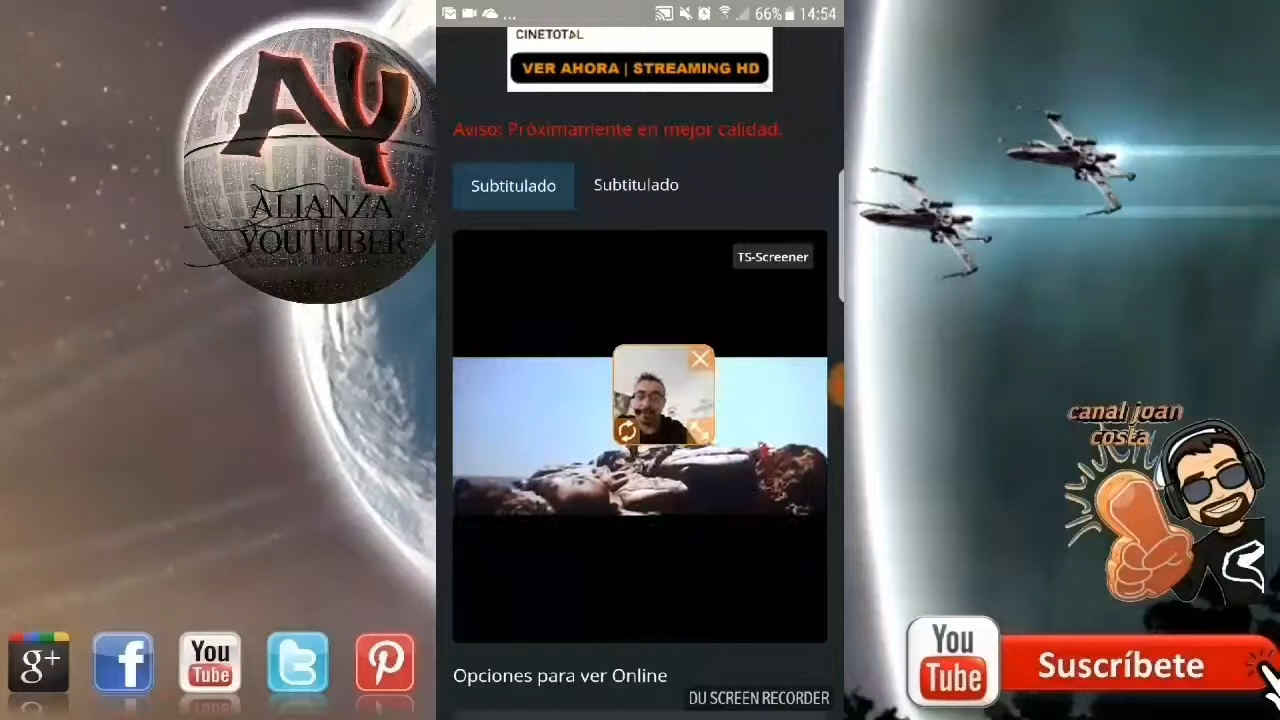 AY
ALIANZA
YOUTUBER
...
66%
14:54
CINETOTAL
VER AHORA | STREAMING HD
Aviso: Próximamente en mejor calidad.
Subtitulado
Subtitulado
TS-Screener
Opciones para ver Online
DU SCREEN RECORDER
canal joan
costa
g+
f
You
Tube
You
Tube
Suscríbete